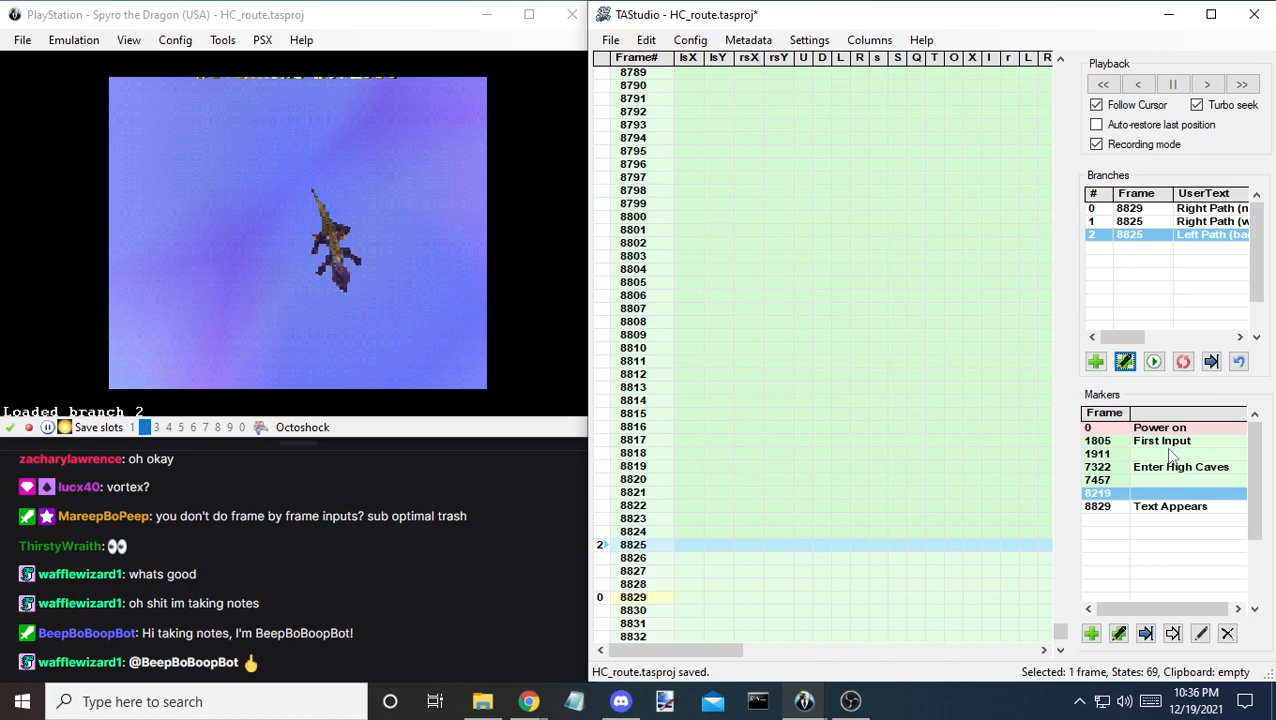 PlayStation - Spyro the Dragon (USA) - HC_route.tasproj
File Emulation View Config Tools PSX Help
Loaded branch 2
Save slots 1 3 4 5 6 7 8 9 0 Octoshock
zacharylawrence: oh okay
lucx40: vortex?
MareepBoPeep: you don't do frame by frame inputs? sub optimal trash
ThirstyWraith:
wafflewizard1: whats good
wafflewizard1: oh shit im taking notes
BeepBoBoopBot: Hi taking notes, I'm BeepBoBoopBot!
wafflewizard1: @BeepBoBoopBot
TAStudio - HC_route.tasproj*
File Edit Config Metadata Settings Columns Help
Frame# lsX lsY rsX rsY U D L R s S Q T O X l r L R
8789
8790
8791
8792
8793
8794
8795
8796
8797
8798
8799
8800
8801
8802
8803
8804
8805
8806
8807
8808
8809
8810
8811
8812
8813
8814
8815
8816
8817
8818
8819
8820
8821
8822
8823
8824
2 8825
8826
8827
8828
0 8829
8830
8831
8832
HC_route.tasproj saved.
Selected: 1 frame, States: 69, Clipboard: empty
Playback
<< < || > >>
Follow Cursor Turbo seek
Auto-restore last position
Recording mode
Branches
# Frame UserText
0 8829 Right Path (n
1 8825 Right Path (w
2 8825 Left Path (ba
Markers
Frame
0 Power on
1805 First Input
1911
7322 Enter High Caves
7457
8219
8829 Text Appears
Type here to search
10:36 PM
12/19/2021